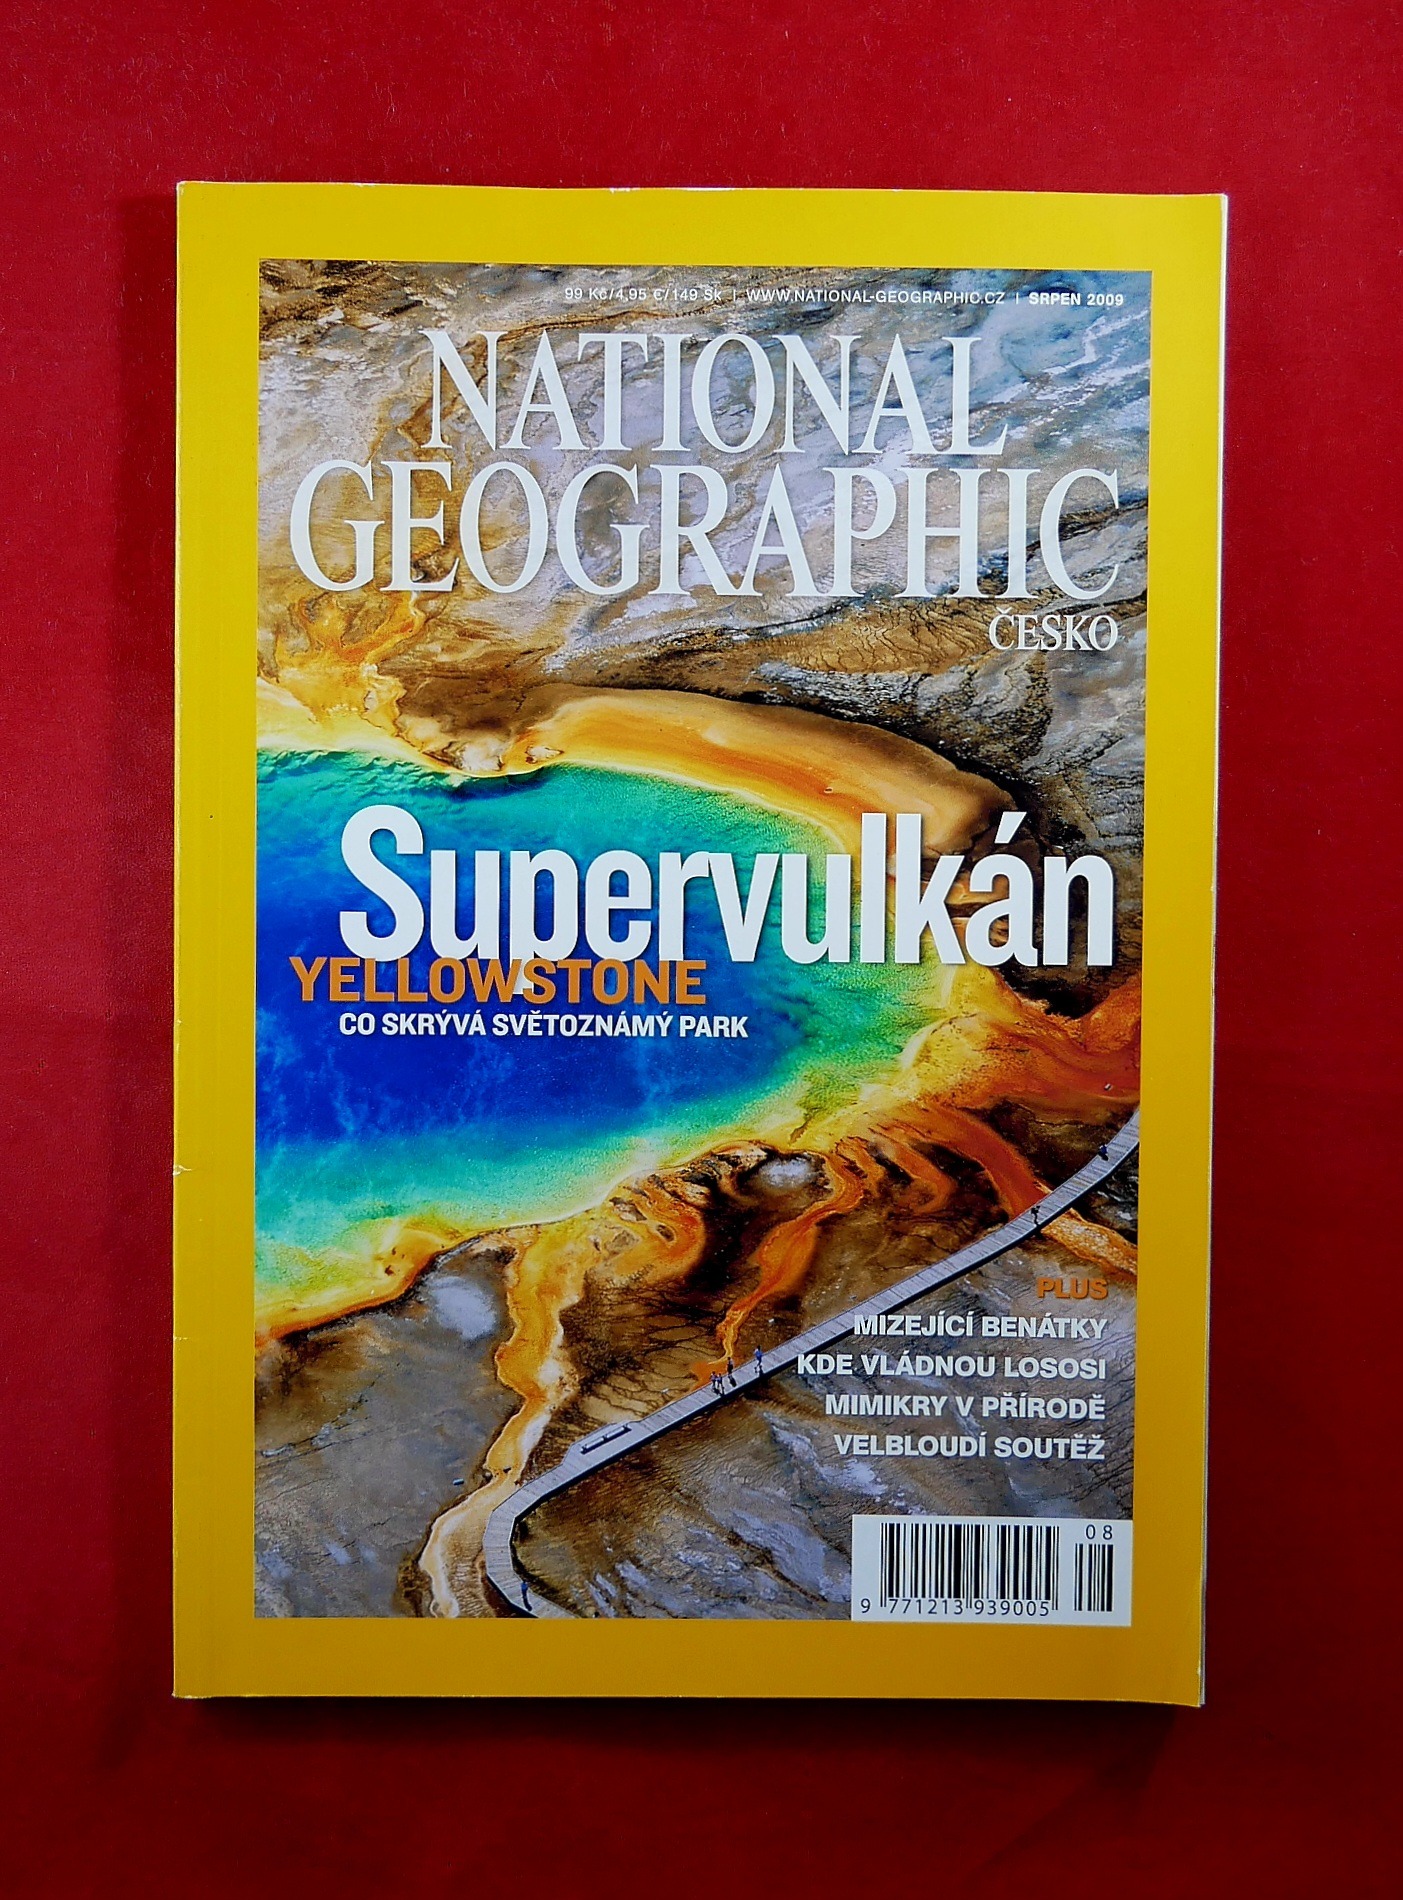 99 Kč/4,95 €/149 Sk | WWW.NATIONAL-GEOGRAPHIC.CZ | SRPEN 2009
NATIONAL
GEOGRAPHIC
ČESKO
Supervulkán
YELLOWSTONE
CO SKRÝVÁ SVĚTOZNÁMÝ PARK
PLUS
MIZEJÍCÍ BENÁTKY
KDE VLÁDNOU LOSOSI
MIMIKRY V PŘÍRODĚ
VELBLOUDÍ SOUTĚŽ
08
9 771213 939005